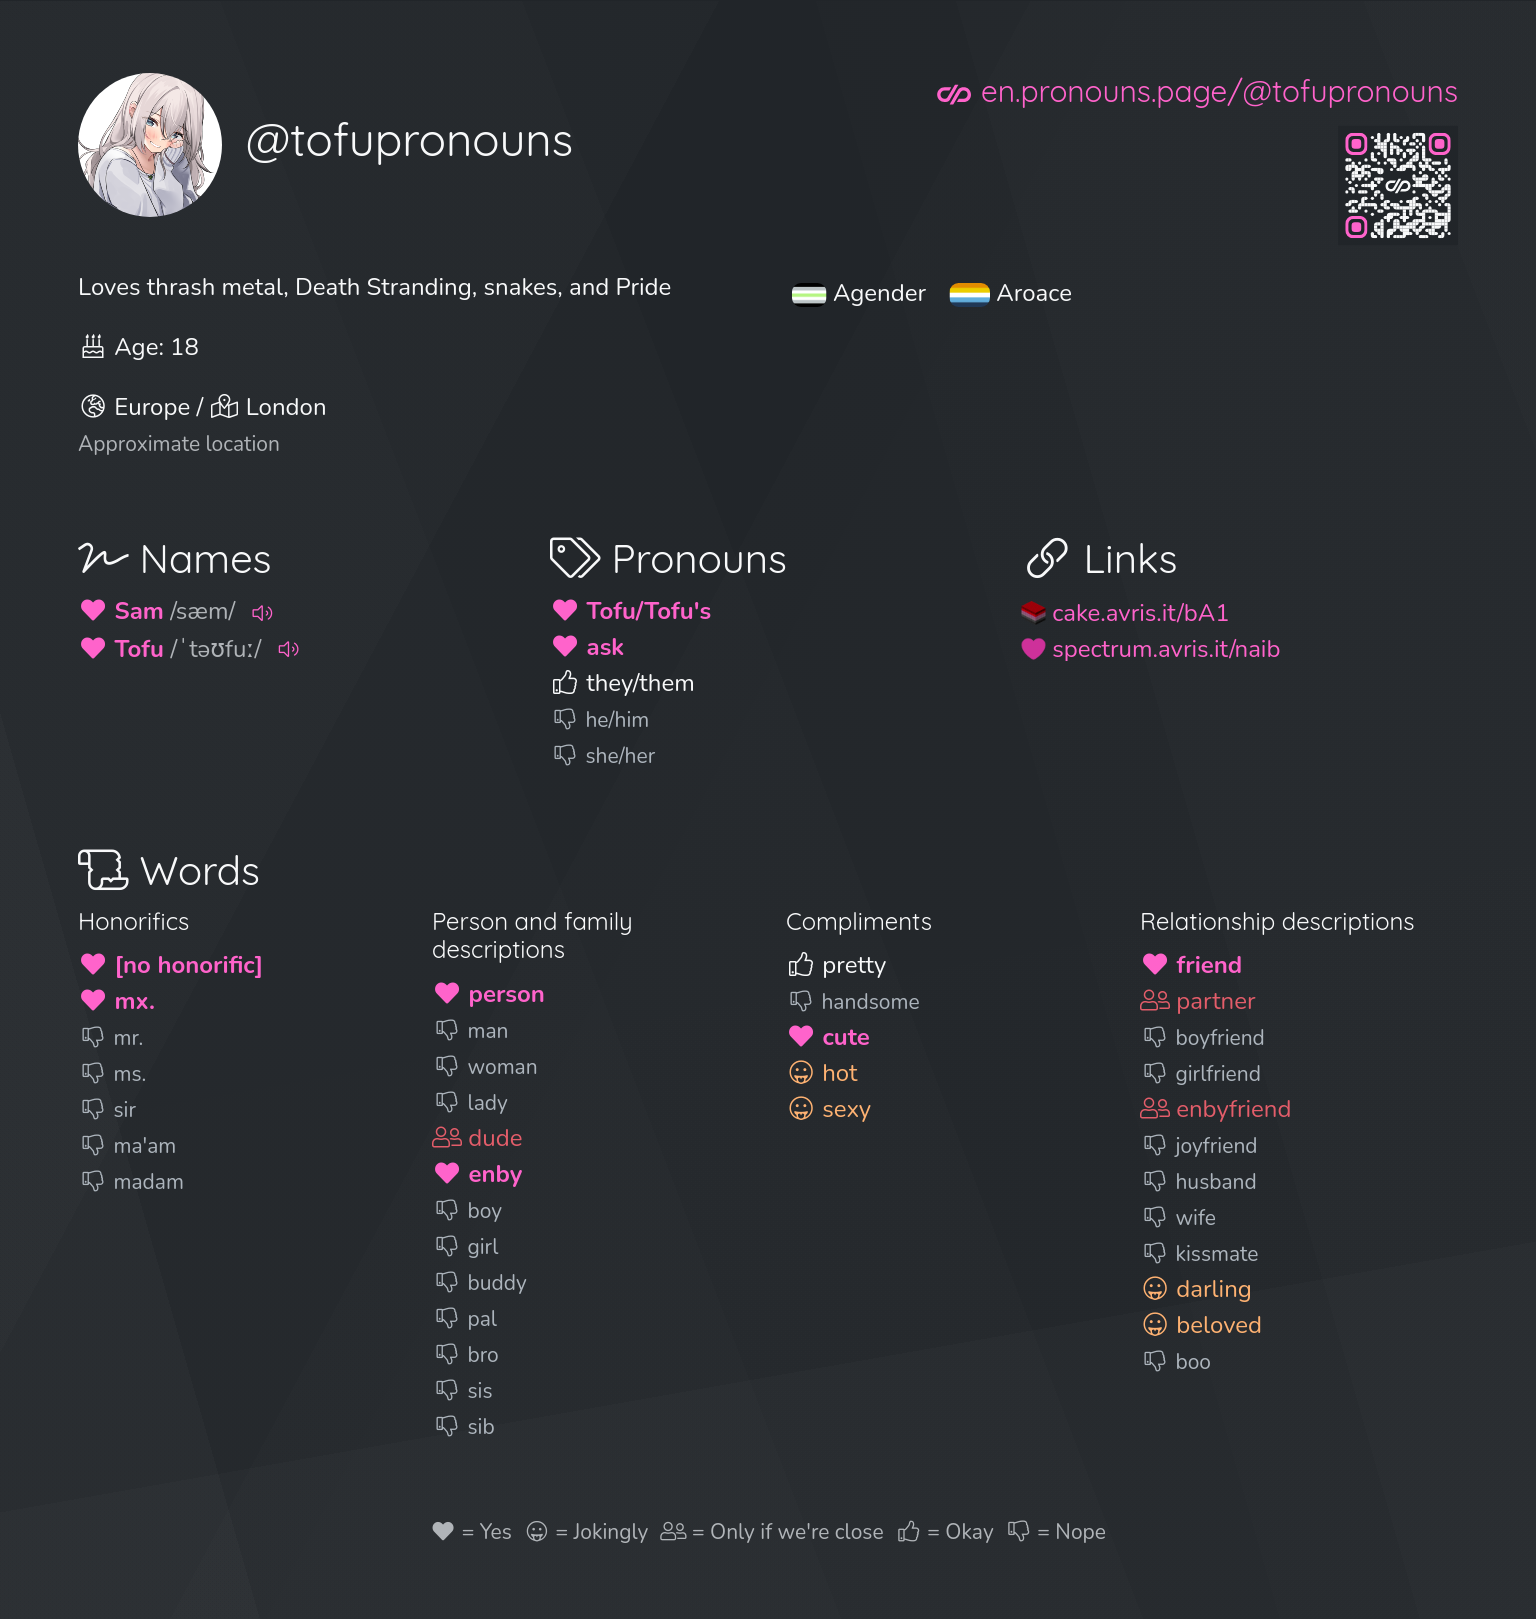 @tofupronouns
en.pronouns.page/@tofupronouns
Loves thrash metal, Death Stranding, snakes, and Pride
Agender Aroace
Age: 18
Europe / London
Approximate location
Names
Sam /sæm/
Tofu /ˈtəʊfuː/
Pronouns
Tofu/Tofu's
ask
they/them
he/him
she/her
Links
cake.avris.it/bA1
spectrum.avris.it/naib
Words
Honorifics
[no honorific]
mx.
mr.
ms.
sir
ma'am
madam
Person and family
descriptions
person
man
woman
lady
dude
enby
boy
girl
buddy
pal
bro
sis
sib
Compliments
pretty
handsome
cute
hot
sexy
Relationship descriptions
friend
partner
boyfriend
girlfriend
enbyfriend
joyfriend
husband
wife
kissmate
darling
beloved
boo
= Yes = Jokingly = Only if we're close = Okay = Nope